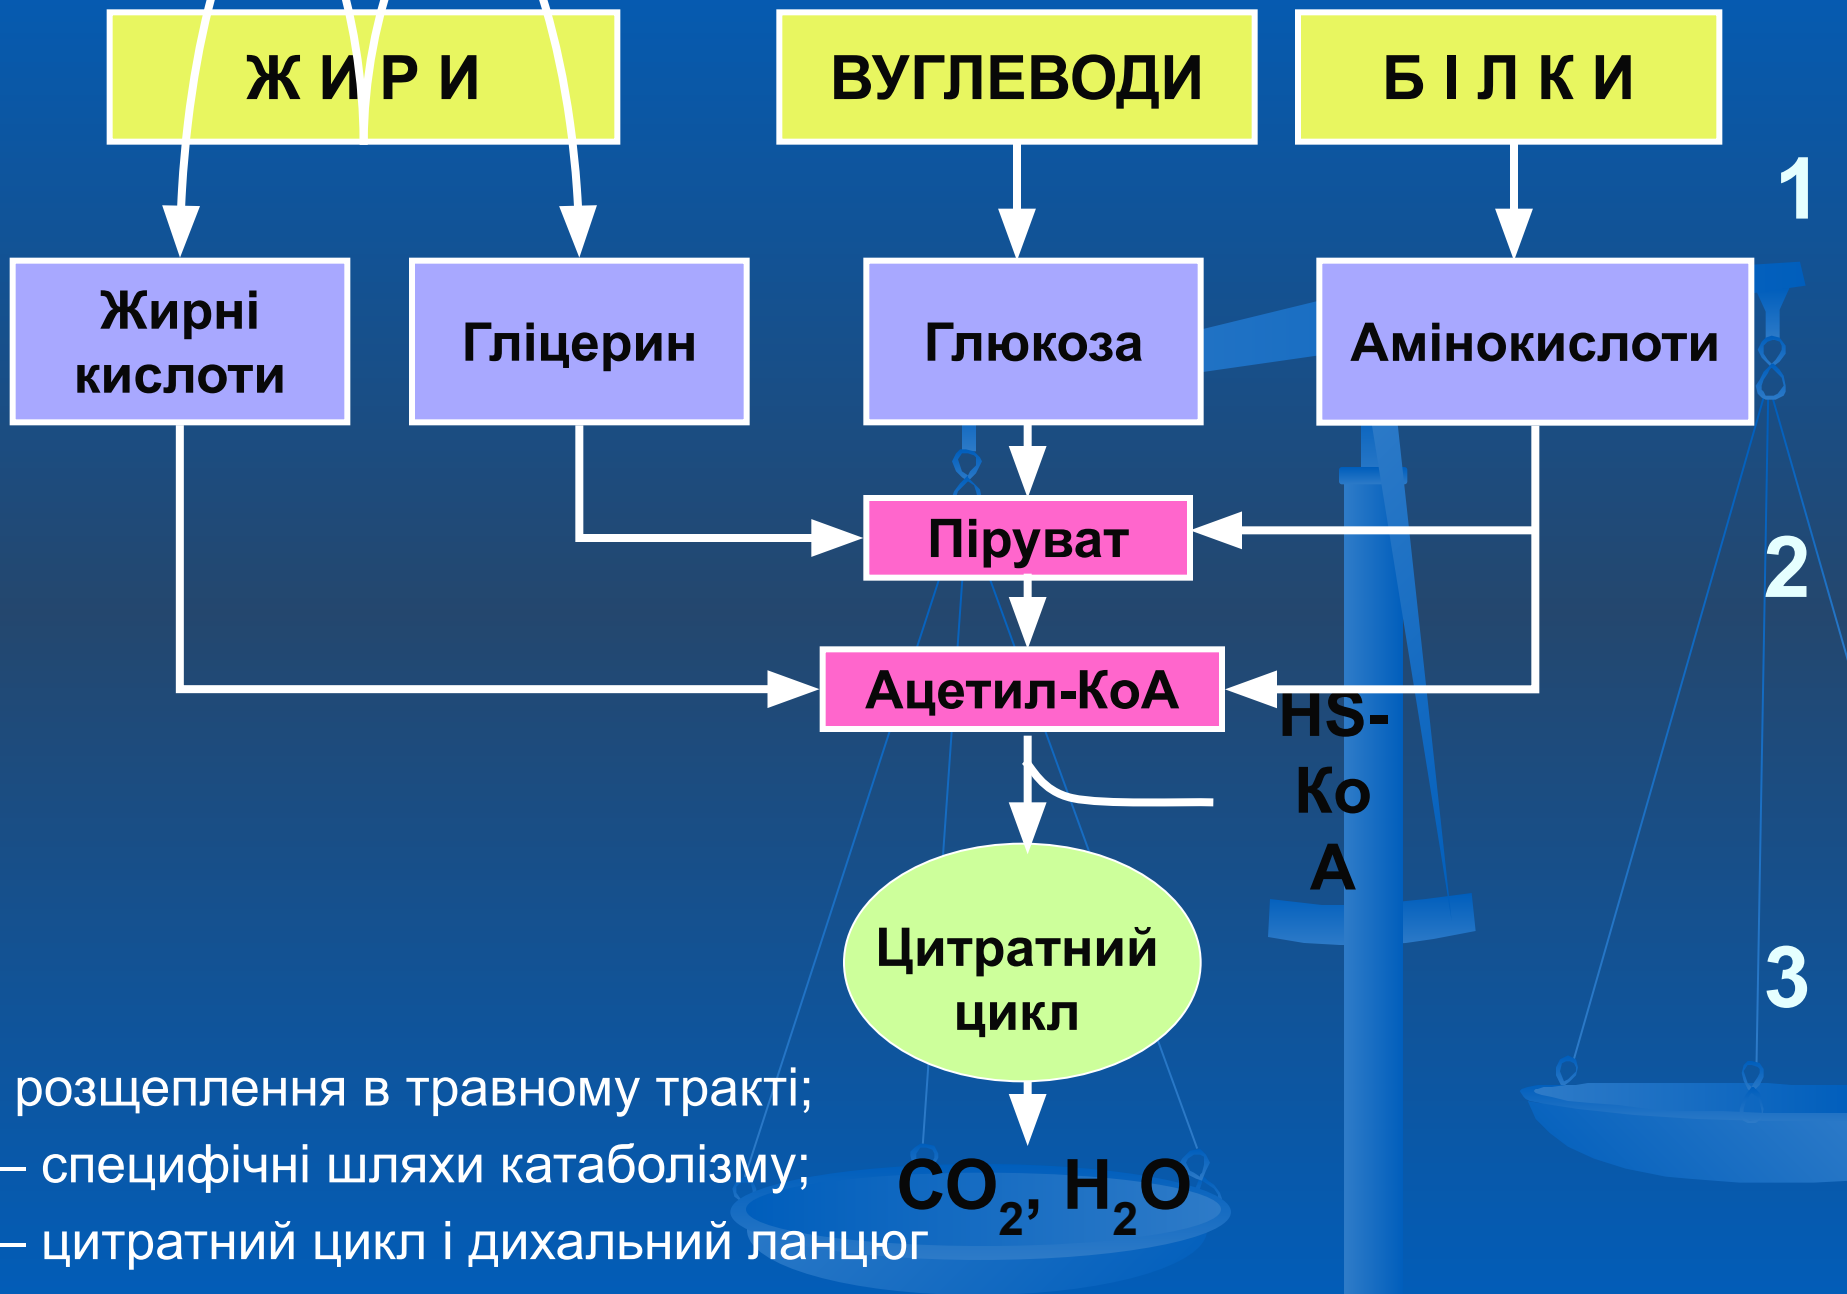 Ж И Р И
ВУГЛЕВОДИ
Б І Л К И
1
Жирні
кислоти
Гліцерин
Глюкоза
Амінокислоти
Піруват
2
Ацетил-КоА
HS-
Ко
А
Цитратний
цикл
3
розщеплення в травному тракті;
– специфічні шляхи катаболізму;
– цитратний цикл і дихальний ланцюг
CO2, H2O